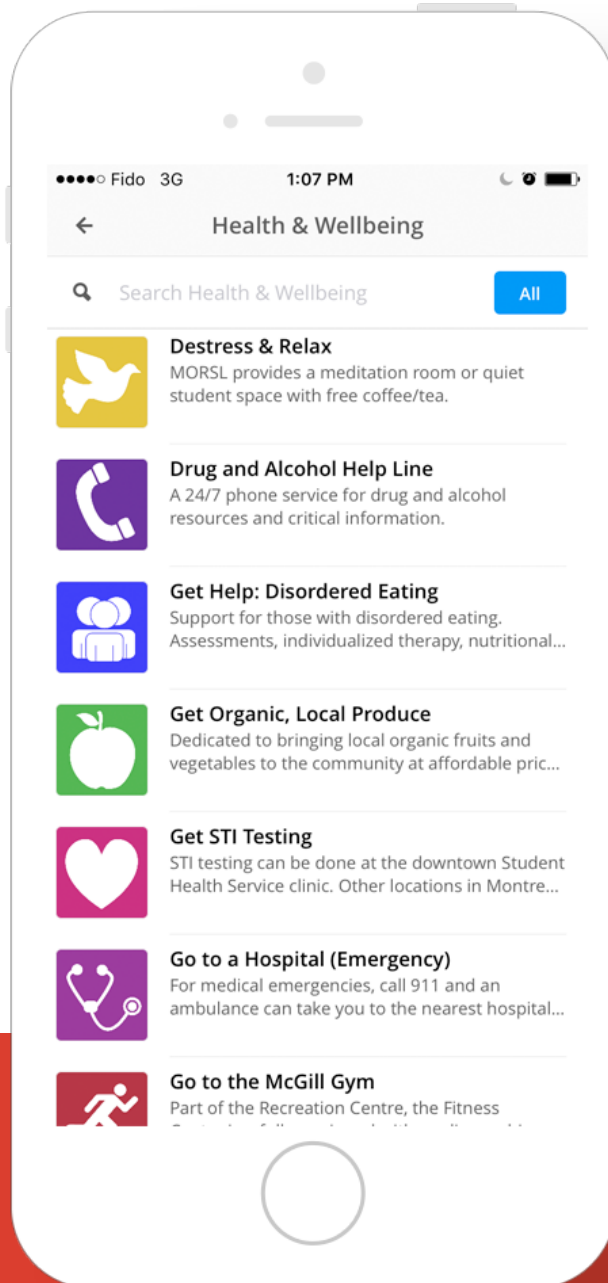 Fido 3G 1:07 PM
Health & Wellbeing
Search Health & Wellbeing All
Destress & Relax
MORSL provides a meditation room or quiet
student space with free coffee/tea.
Drug and Alcohol Help Line
A 24/7 phone service for drug and alcohol
resources and critical information.
Get Help: Disordered Eating
Support for those with disordered eating.
Assessments, individualized therapy, nutritional...
Get Organic, Local Produce
Dedicated to bringing local organic fruits and
vegetables to the community at affordable pric...
Get STI Testing
STI testing can be done at the downtown Student
Health Service clinic. Other locations in Montre...
Go to a Hospital (Emergency)
For medical emergencies, call 911 and an
ambulance can take you to the nearest hospital...
Go to the McGill Gym
Part of the Recreation Centre, the Fitness